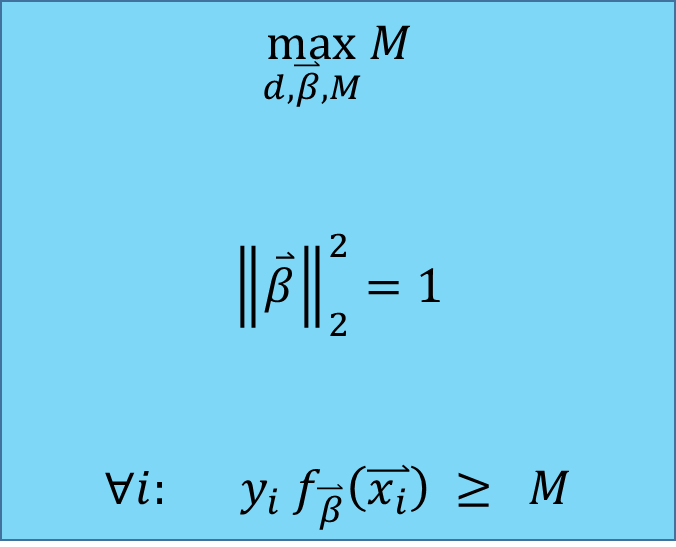 max M
d,β⃗,M
‖β⃗‖₂² = 1
∀i: yᵢ f_β⃗(x⃗ᵢ) ≥ M